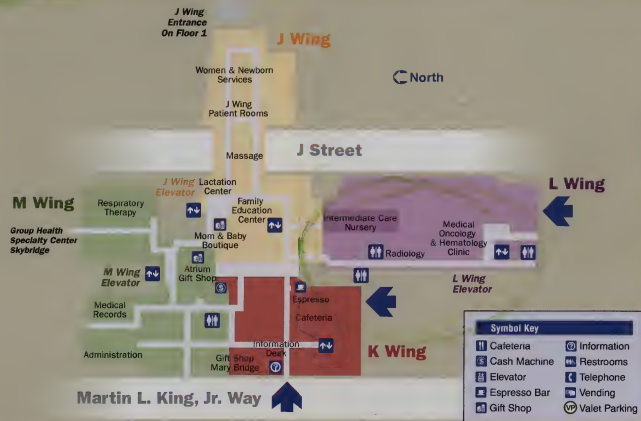 J Wing
Entrance
On Floor 1
J Wing
Women & Newborn
Services
North
J Wing
Patient Rooms
J Street
Massage
J Wing
Elevator
Lactation
Center
L Wing
M Wing
Respiratory
Therapy
Family
Education
Center
Intermediate Care
Nursery
Medical
Oncology
& Hematology
Clinic
Group Health
Specialty Center
Skybridge
Mom & Baby
Boutique
Radiology
M Wing
Elevator
Atrium
Gift Shop
$
L Wing
Elevator
Espresso
Medical
Records
Cafeteria
Information
Desk
K Wing
Administration
Gift Shop
Mary Bridge
?
Martin L. King, Jr. Way
Symbol Key
Cafeteria
? Information
$ Cash Machine
Restrooms
Elevator
Telephone
Espresso Bar
Vending
Gift Shop
VP Valet Parking